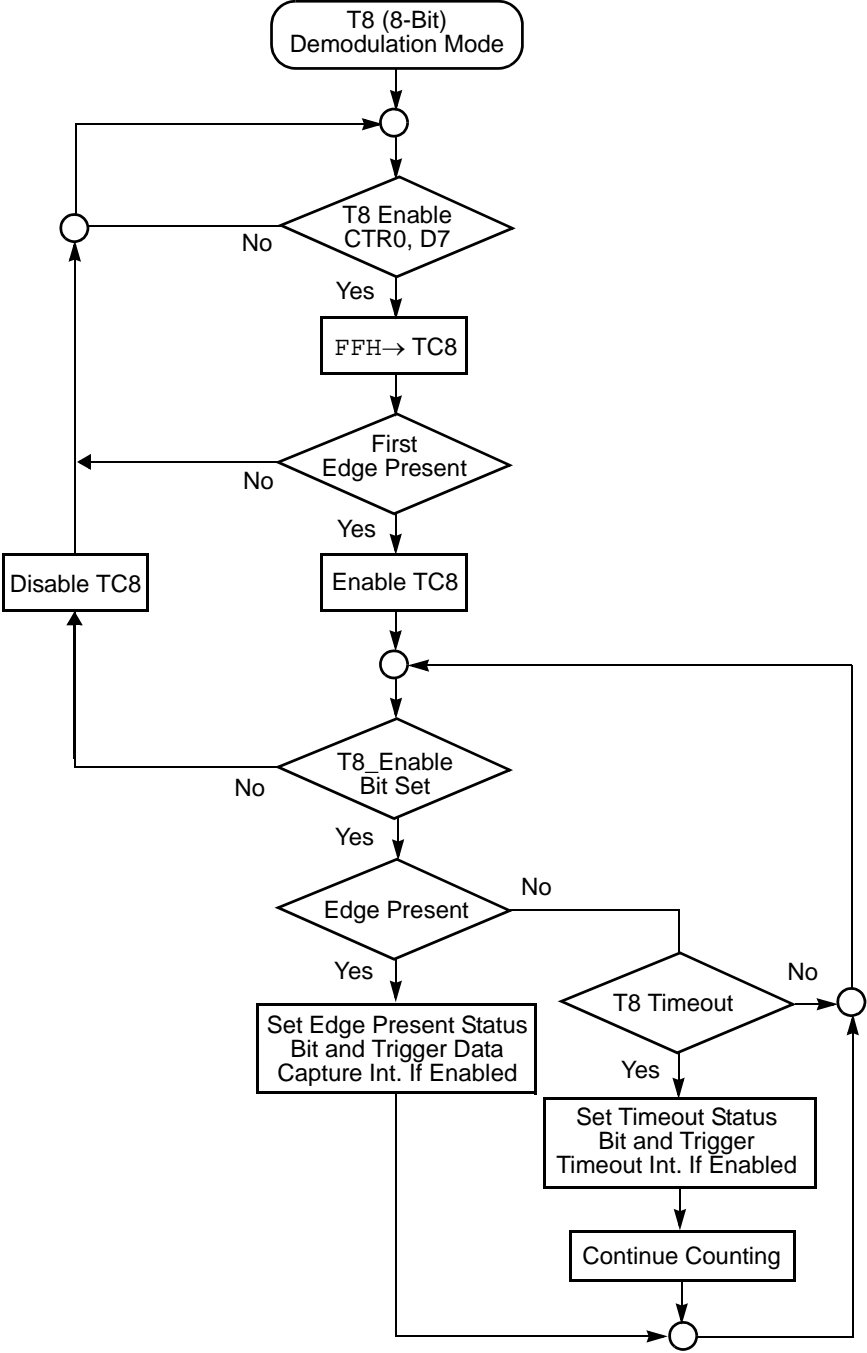 T8 (8-Bit)
Demodulation Mode
T8 Enable
CTR0, D7
No
Yes
FFH→ TC8
First
Edge Present
No
Yes
Disable TC8
Enable TC8
T8_Enable
Bit Set
No
Yes
Edge Present
No
Yes
T8 Timeout
No
Set Edge Present Status
Bit and Trigger Data
Capture Int. If Enabled
Yes
Set Timeout Status
Bit and Trigger
Timeout Int. If Enabled
Continue Counting